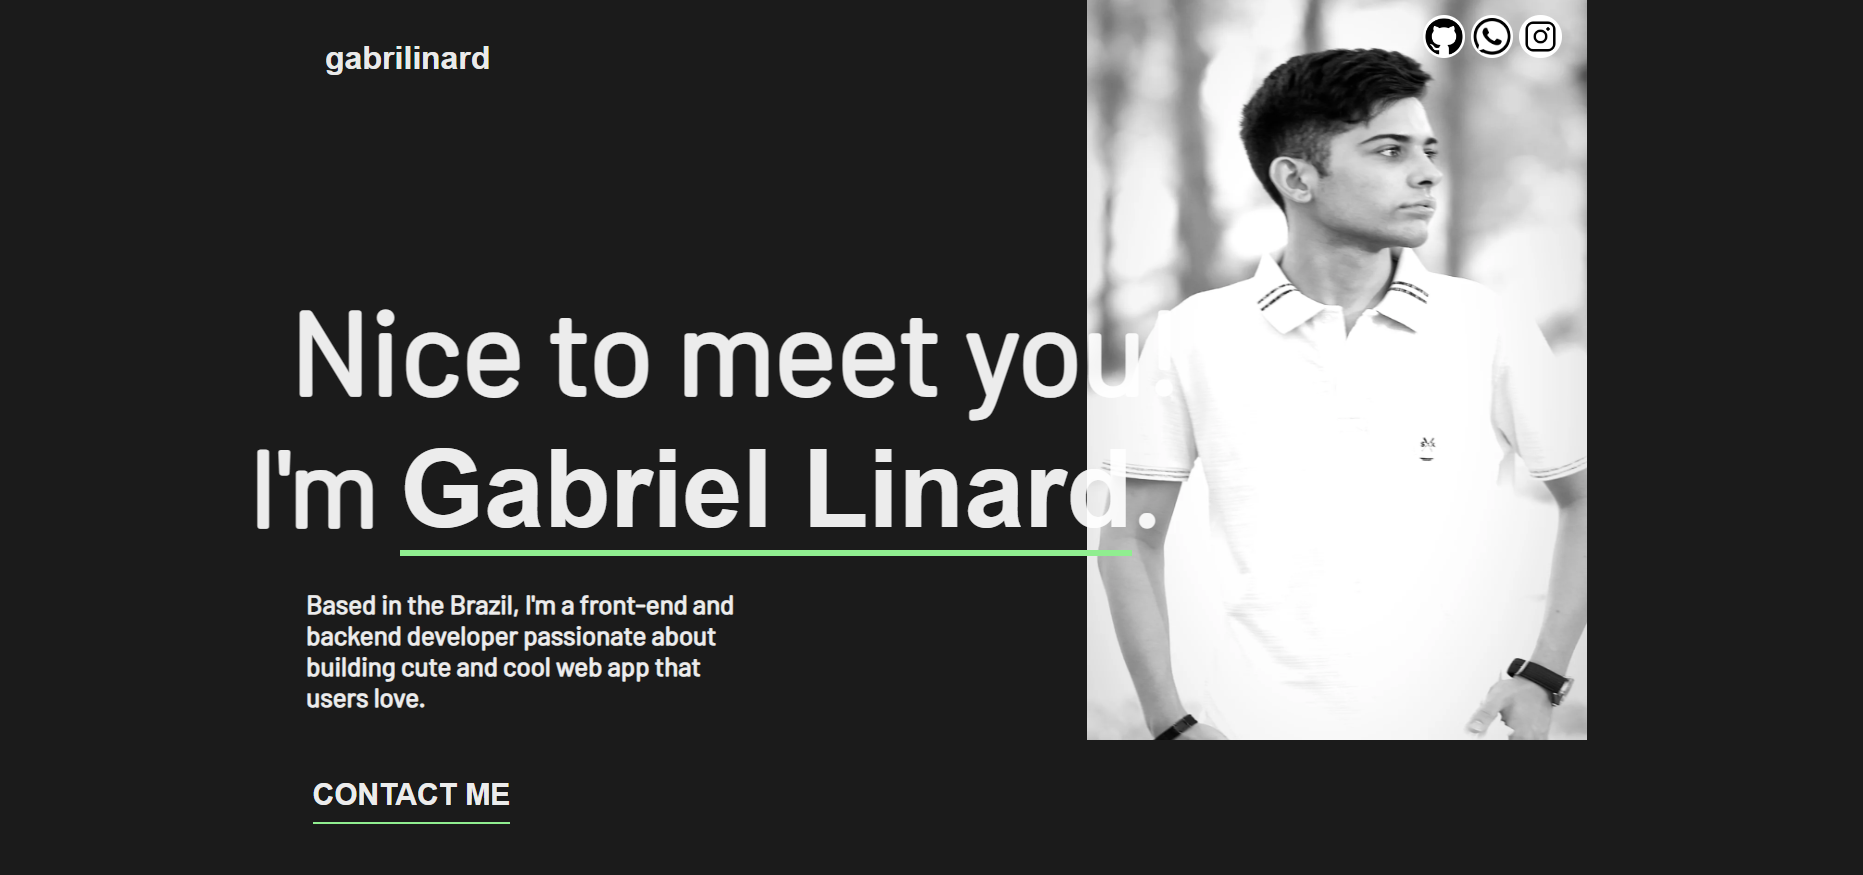 gabrilinard
Nice to meet you!
I'm Gabriel Linard.
Based in the Brazil, I'm a front-end and
backend developer passionate about
building cute and cool web app that
users love.
CONTACT ME